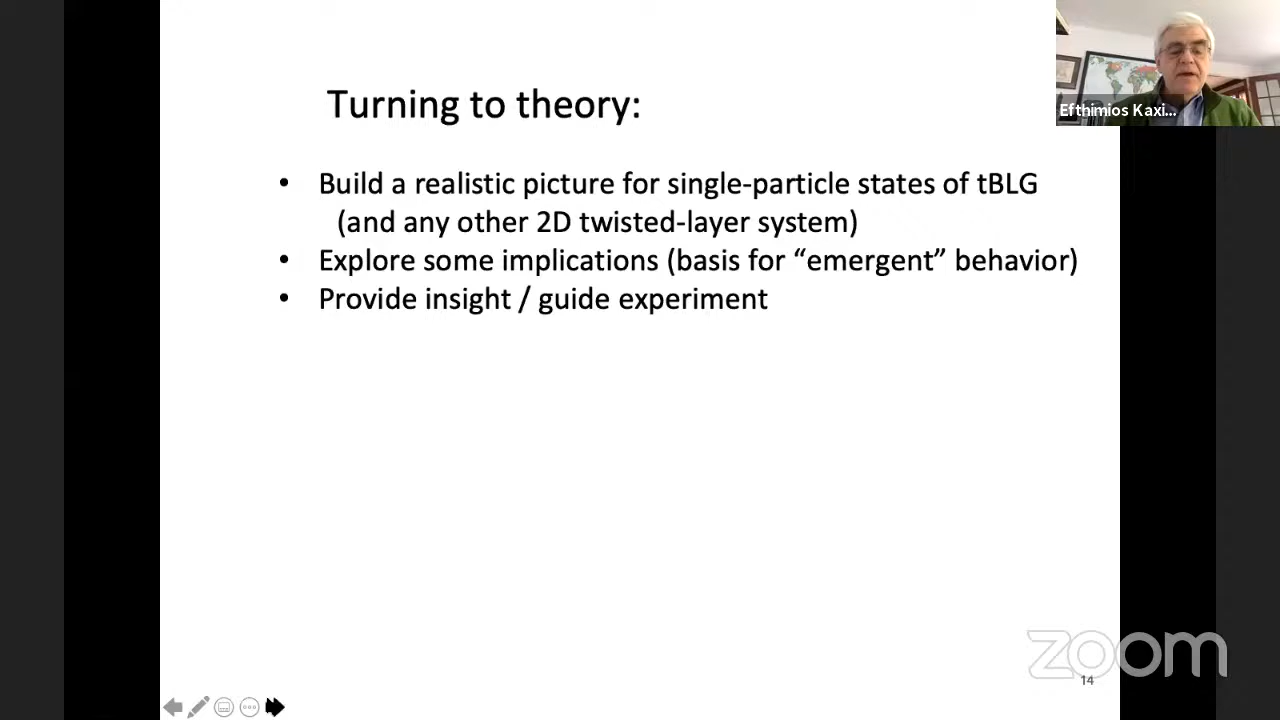 Turning to theory:
Efthimios Kaxi...
• Build a realistic picture for single-particle states of tBLG
(and any other 2D twisted-layer system)
• Explore some implications (basis for “emergent” behavior)
• Provide insight / guide experiment
zoom
14